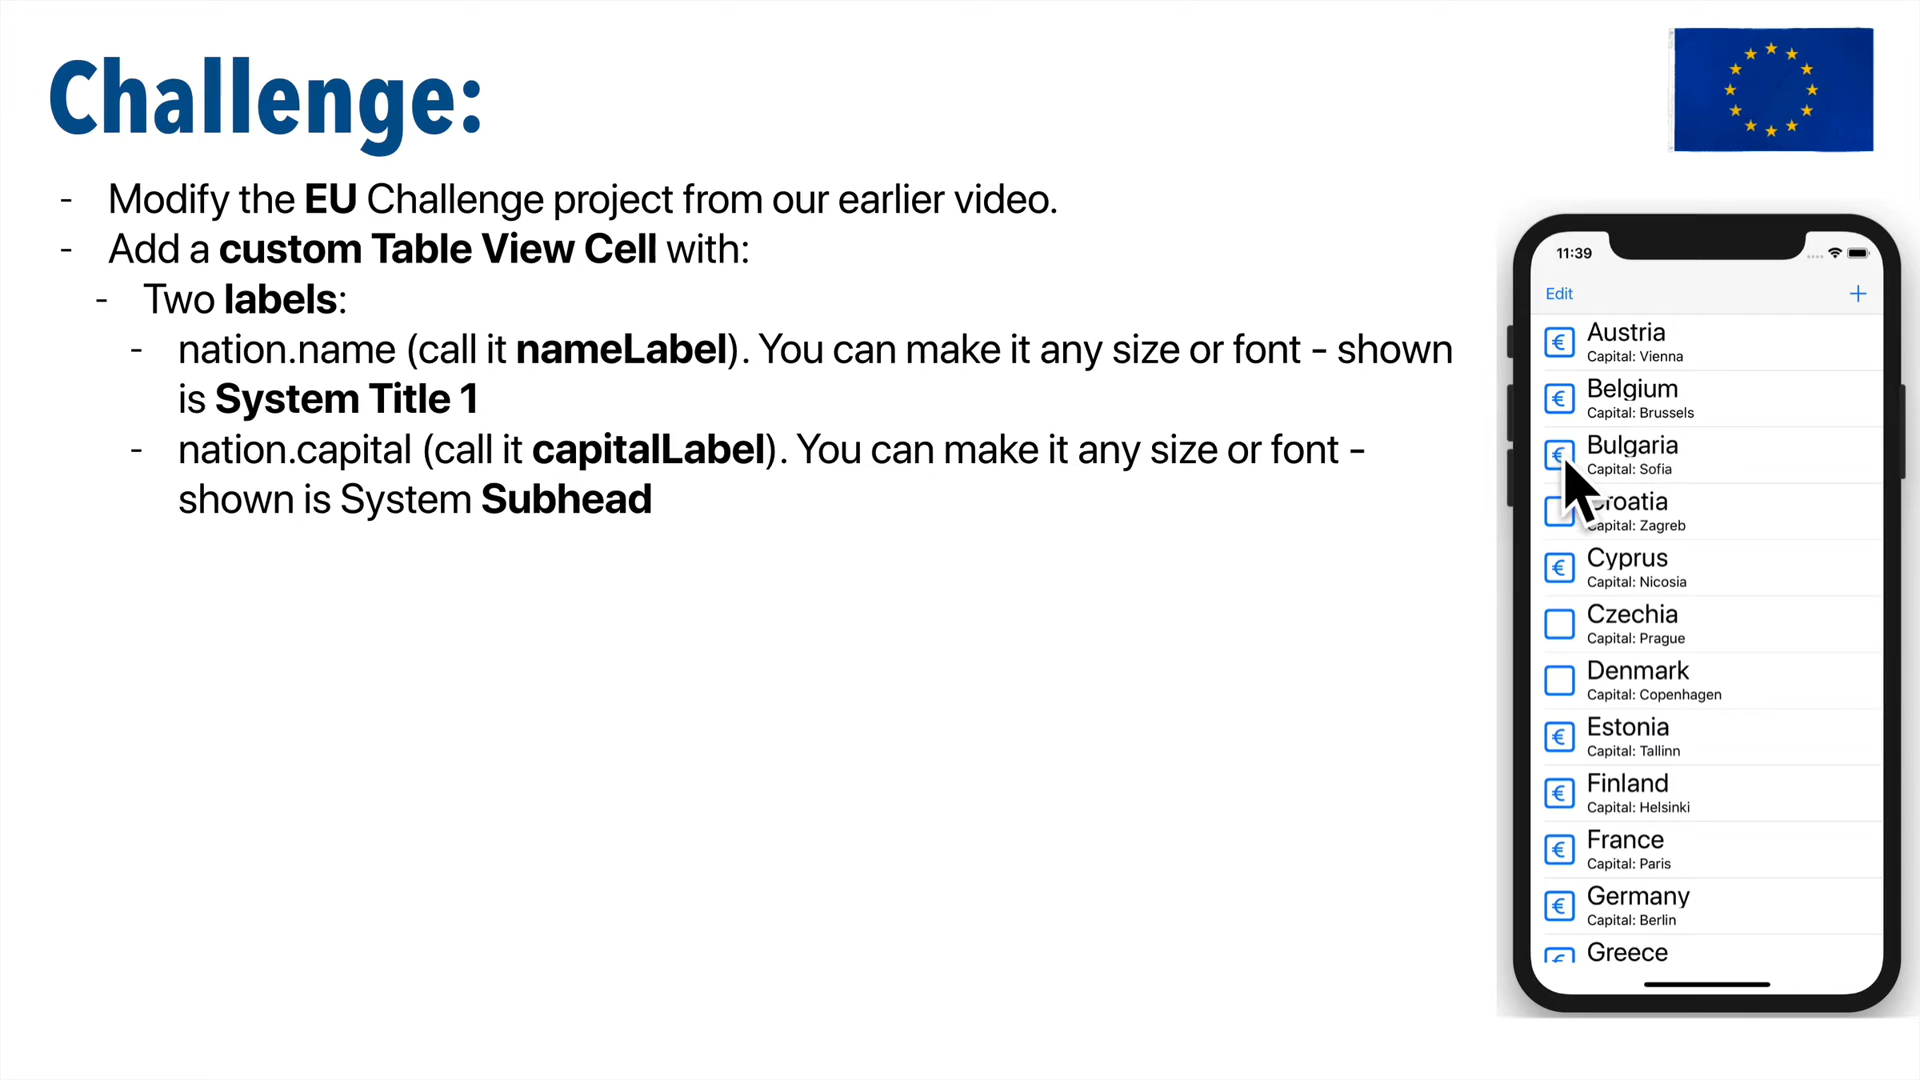 Challenge:
- Modify the EU Challenge project from our earlier video.
- Add a custom Table View Cell with:
- Two labels:
- nation.name (call it nameLabel). You can make it any size or font - shown
is System Title 1
- nation.capital (call it capitalLabel). You can make it any size or font -
shown is System Subhead
11:39
Edit +
€ Austria
Capital: Vienna
€ Belgium
Capital: Brussels
€ Bulgaria
Capital: Sofia
Croatia
Capital: Zagreb
€ Cyprus
Capital: Nicosia
Czechia
Capital: Prague
Denmark
Capital: Copenhagen
€ Estonia
Capital: Tallinn
€ Finland
Capital: Helsinki
€ France
Capital: Paris
€ Germany
Capital: Berlin
€ Greece